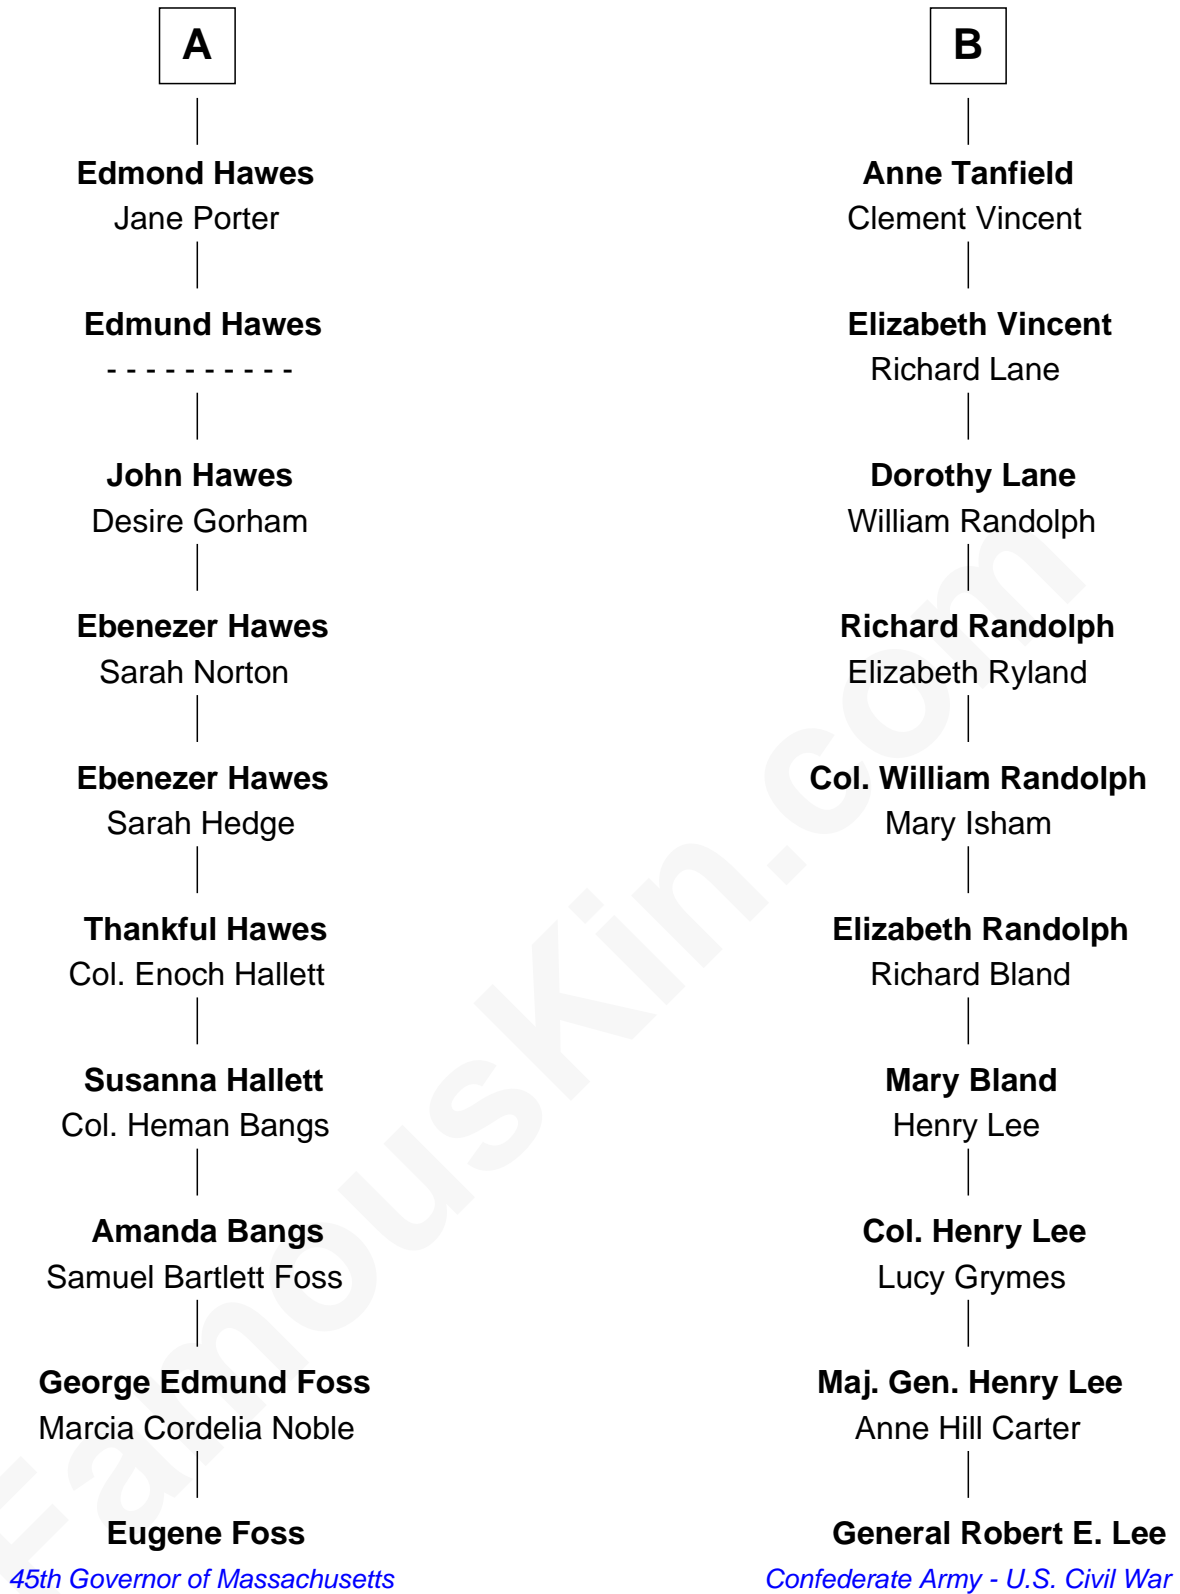 A
Edmond Hawes
Jane Porter
Edmund Hawes
- - - - - - - - - -
John Hawes
Desire Gorham
Ebenezer Hawes
Sarah Norton
Ebenezer Hawes
Sarah Hedge
Thankful Hawes
Col. Enoch Hallett
Susanna Hallett
Col. Heman Bangs
Amanda Bangs
Samuel Bartlett Foss
George Edmund Foss
Marcia Cordelia Noble
Eugene Foss
45th Governor of Massachusetts
B
Anne Tanfield
Clement Vincent
Elizabeth Vincent
Richard Lane
Dorothy Lane
William Randolph
Richard Randolph
Elizabeth Ryland
Col. William Randolph
Mary Isham
Elizabeth Randolph
Richard Bland
Mary Bland
Henry Lee
Col. Henry Lee
Lucy Grymes
Maj. Gen. Henry Lee
Anne Hill Carter
General Robert E. Lee
Confederate Army - U.S. Civil War
FamousKin.com